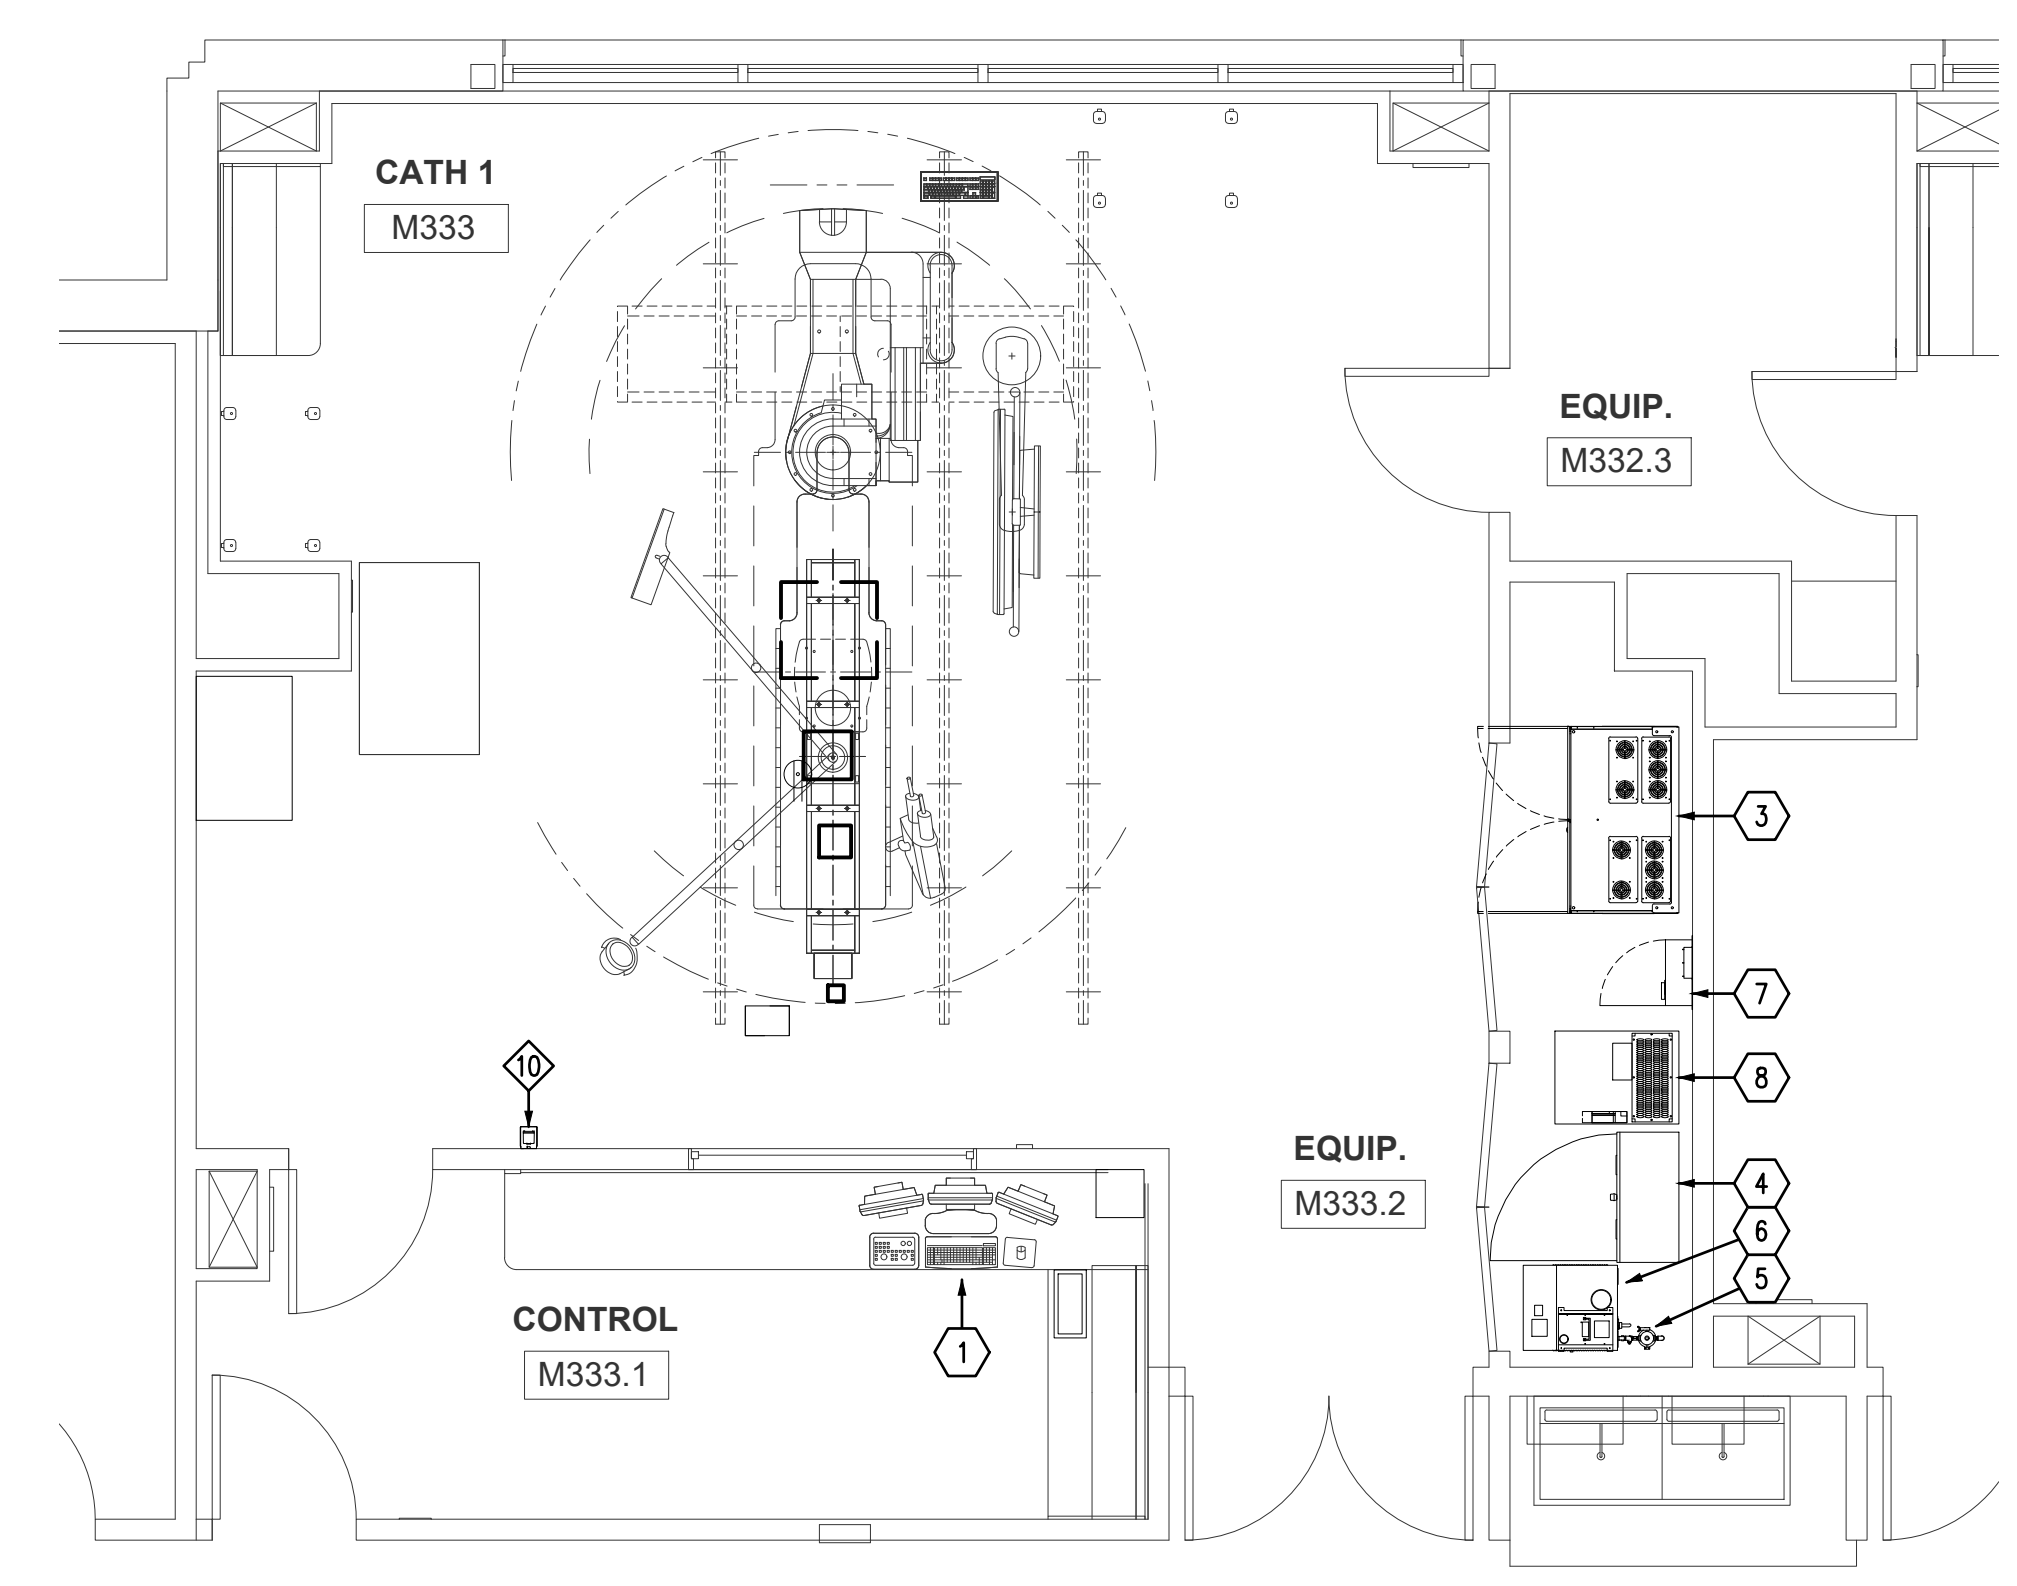 CATH 1
M333
EQUIP.
M332.3
3
7
10
8
EQUIP.
M333.2
4
6
5
CONTROL
M333.1
1